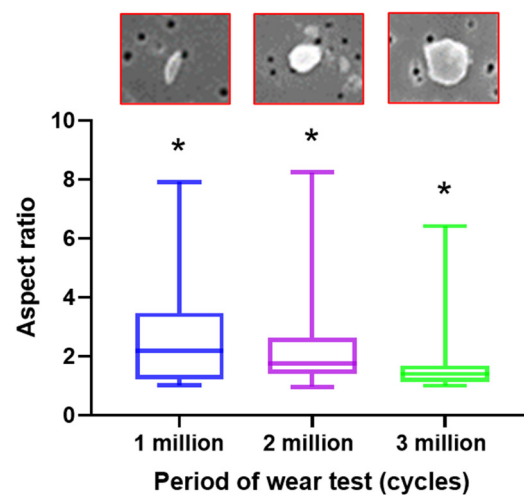 * * *
10
8
6
4
2
0
Aspect ratio
1 million 2 million 3 million
Period of wear test (cycles)